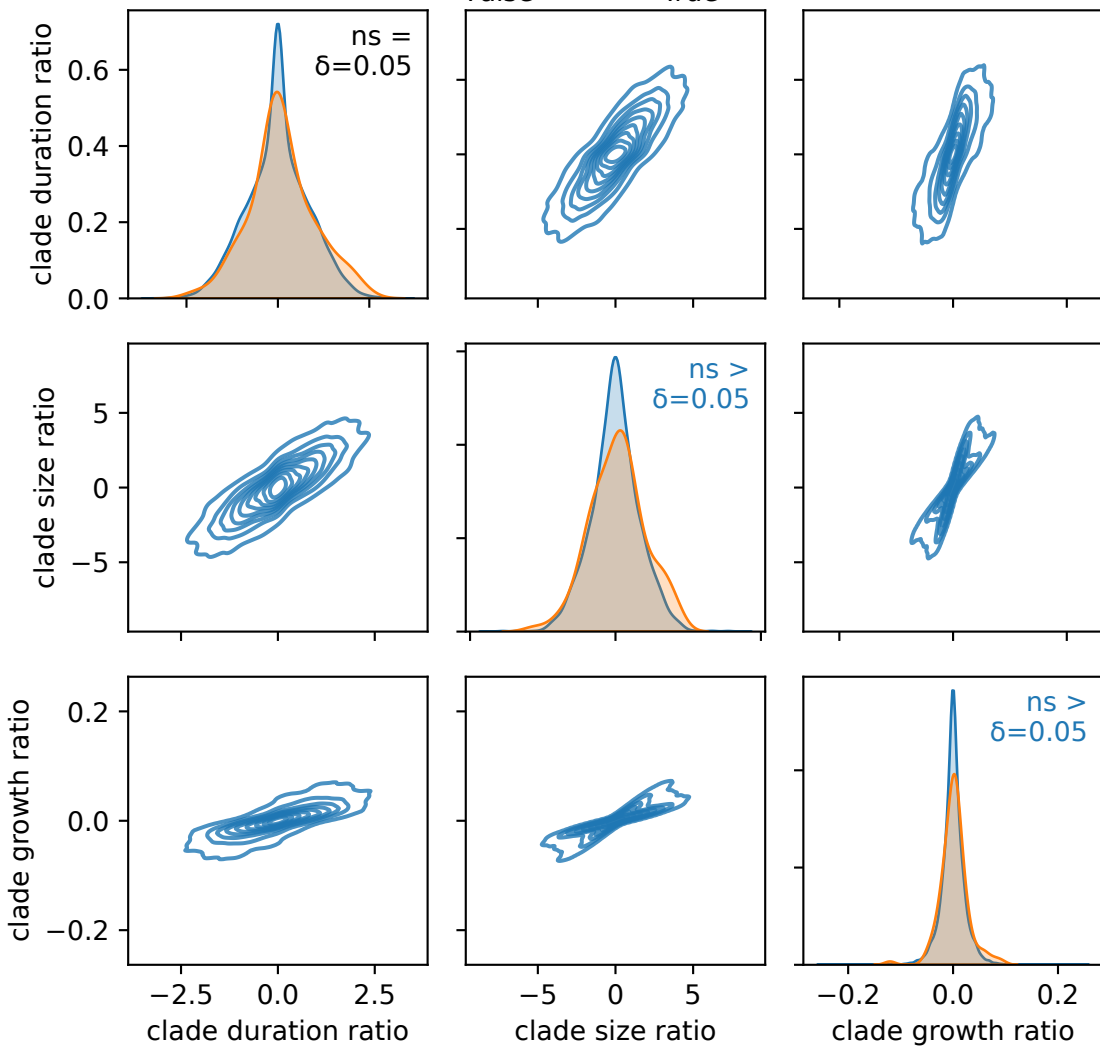 clade duration ratio
0.6
0.4
0.2
0.0
ns =
δ=0.05
clade size ratio
5
0
−5
ns >
δ=0.05
clade growth ratio
0.2
0.0
−0.2
ns >
δ=0.05
−2.5 0.0 2.5
−5 0 5
−0.2 0.0 0.2
clade duration ratio
clade size ratio
clade growth ratio